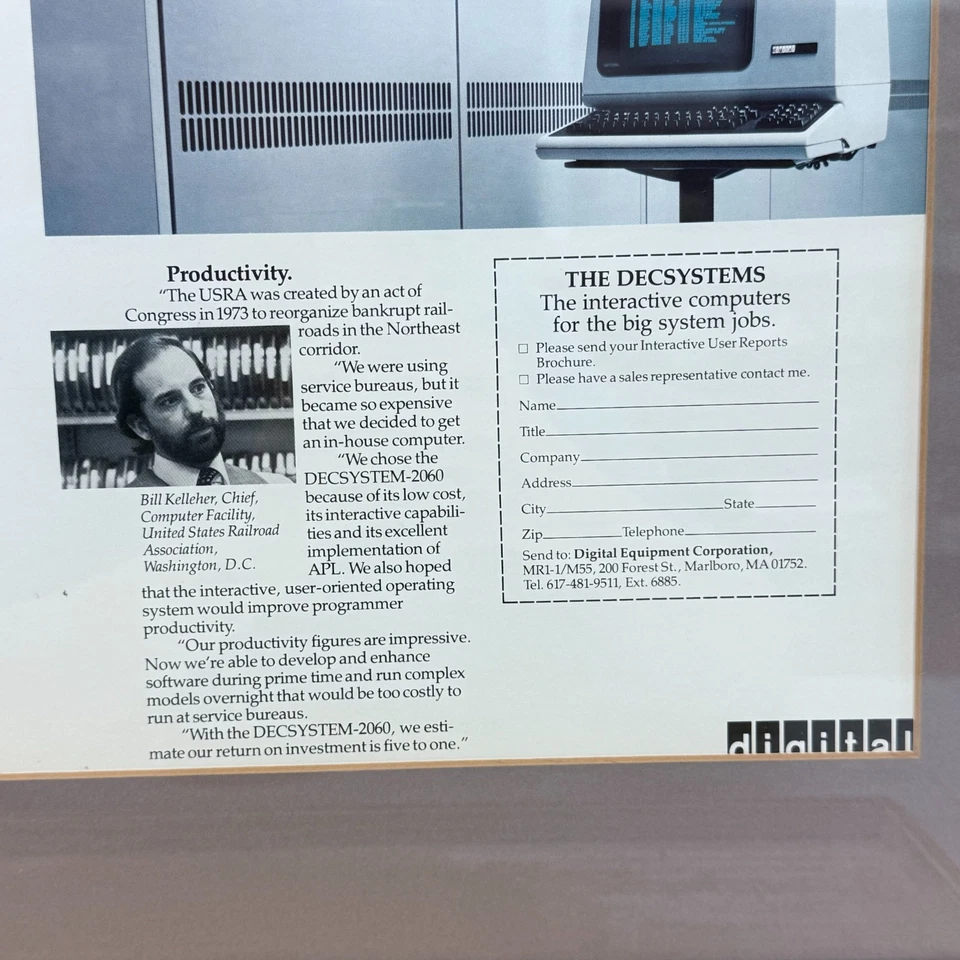 Productivity.
"The USRA was created by an act of
Congress in 1973 to reorganize bankrupt rail-
roads in the Northeast
corridor.
"We were using
service bureaus, but it
became so expensive
that we decided to get
an in-house computer.
"We chose the
DECSYSTEM-2060
because of its low cost,
its interactive capabili-
ties and its excellent
implementation of
APL. We also hoped
that the interactive, user-oriented operating
system would improve programmer
productivity.
"Our productivity figures are impressive.
Now we're able to develop and enhance
software during prime time and run complex
models overnight that would be too costly to
run at service bureaus.
"With the DECSYSTEM-2060, we esti-
mate our return on investment is five to one."
Bill Kelleher, Chief,
Computer Facility,
United States Railroad
Association,
Washington, D.C.
THE DECSYSTEMS
The interactive computers
for the big system jobs.
☐ Please send your Interactive User Reports
Brochure.
☐ Please have a sales representative contact me.
Name
Title
Company
Address
City State
Zip Telephone
Send to: Digital Equipment Corporation,
MR1-1/M55, 200 Forest St., Marlboro, MA 01752.
Tel. 617-481-9511, Ext. 6885.
digital